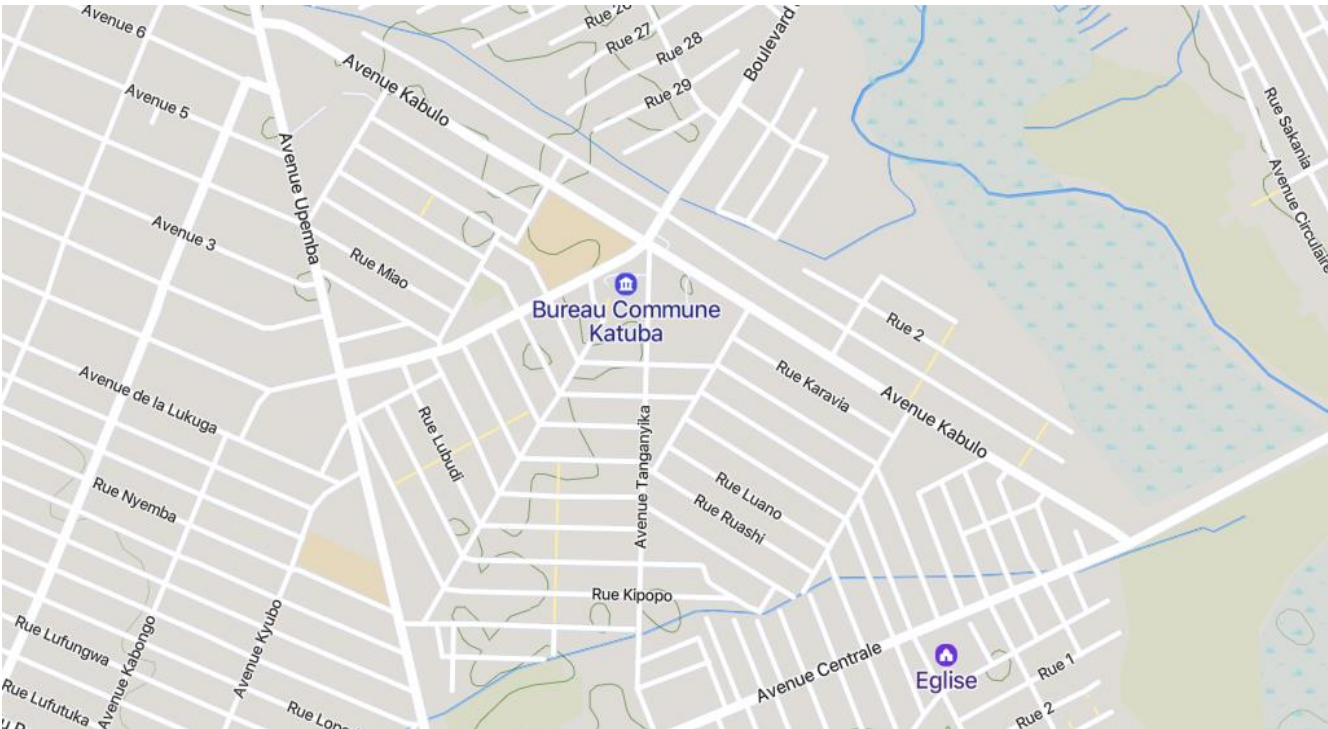 Avenue 6
Rue 27
Rue 28
Rue 29
Boulevard
Avenue Kabulo
Avenue 5
Rue Sakania
Avenue Circulaire
Avenue Upemba
Avenue 3
Rue Miao
Bureau Commune
Katuba
Rue 2
Avenue de la Lukuga
Rue Karavia
Avenue Kabulo
Rue Lubudi
Avenue Tanganyika
Rue Luano
Rue Ruashi
Rue Nyemba
Rue Kipopo
Rue Lufungwa
Avenue Kabongo
Avenue Kyubo
Avenue Centrale
Eglise
Rue 1
Rue Lufutuka
Rue 2